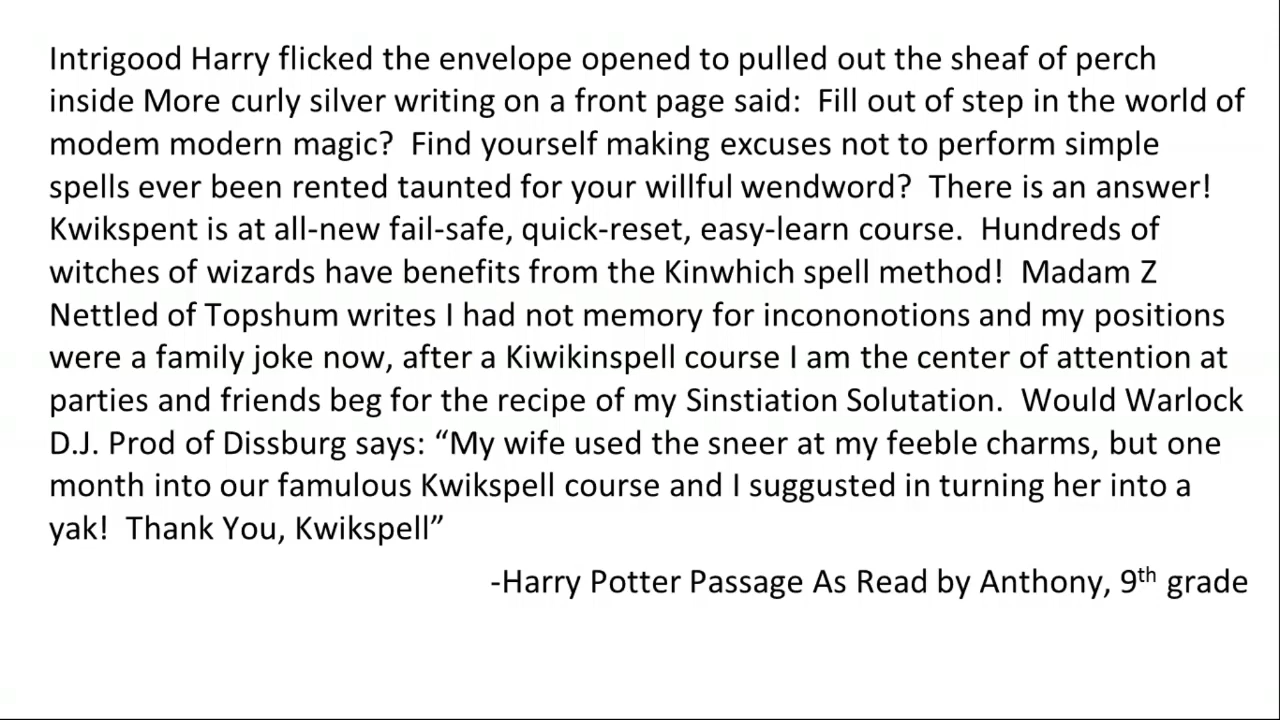 Intrigood Harry flicked the envelope opened to pulled out the sheaf of perch
inside More curly silver writing on a front page said:  Fill out of step in the world of
modem modern magic?  Find yourself making excuses not to perform simple
spells ever been rented taunted for your willful wendword?  There is an answer!
Kwikspent is at all-new fail-safe, quick-reset, easy-learn course.  Hundreds of
witches of wizards have benefits from the Kinwhich spell method!  Madam Z
Nettled of Topshum writes I had not memory for incononotions and my positions
were a family joke now, after a Kiwikinspell course I am the center of attention at
parties and friends beg for the recipe of my Sinstiation Solutation.  Would Warlock
D.J. Prod of Dissburg says: “My wife used the sneer at my feeble charms, but one
month into our famulous Kwikspell course and I suggusted in turning her into a
yak!  Thank You, Kwikspell”
-Harry Potter Passage As Read by Anthony, 9th grade